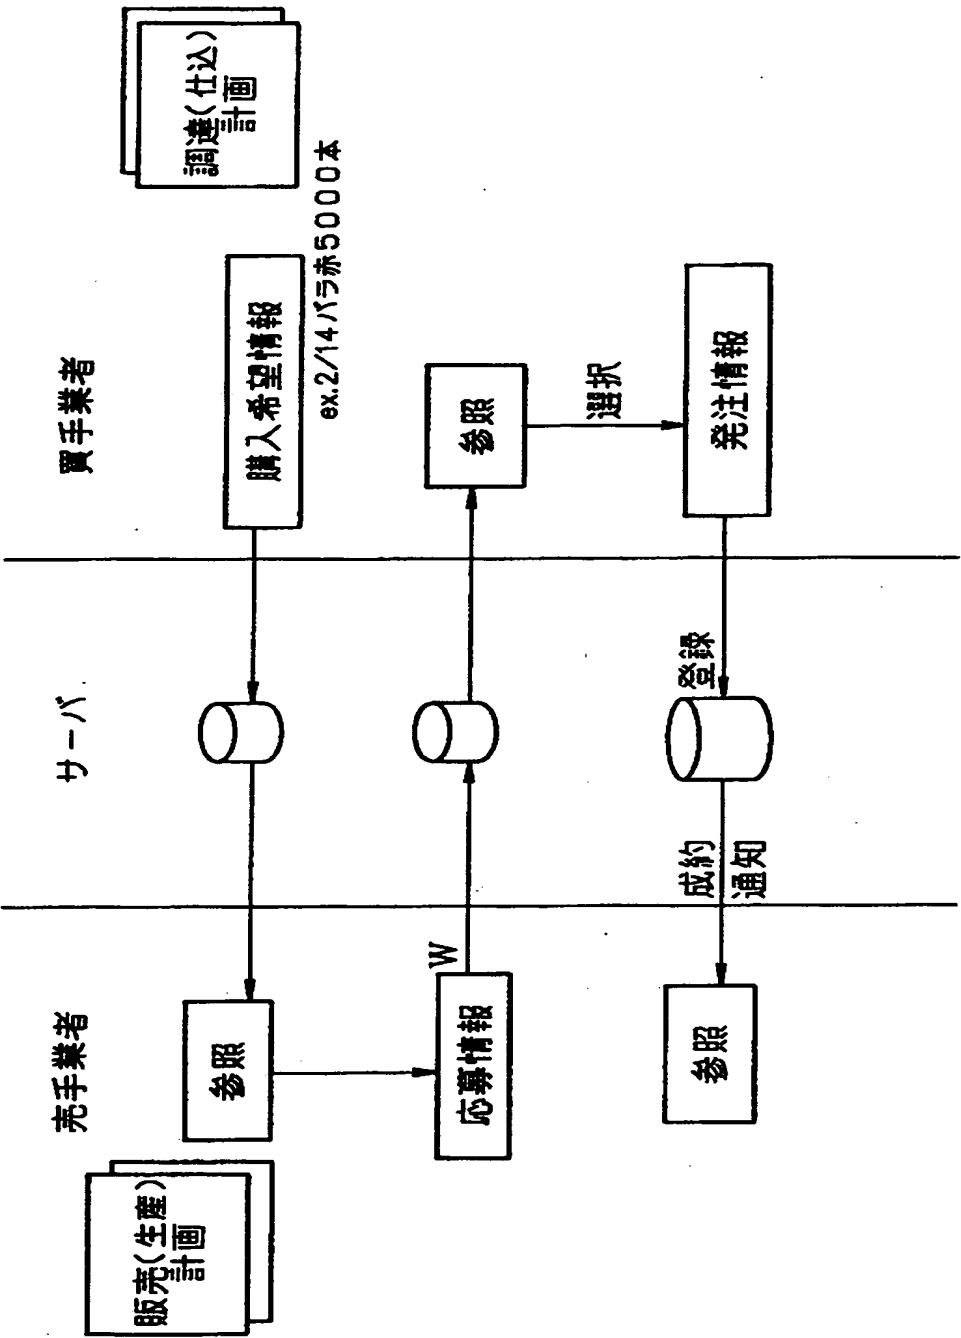 売手業者
サーバ
買手業者
販売(生産)
計画
調達(仕込)
計画
購入希望情報
ex.2/14バラ赤5000本
参照
応募情報
W
参照
選択
発注情報
登録
成約
通知
参照